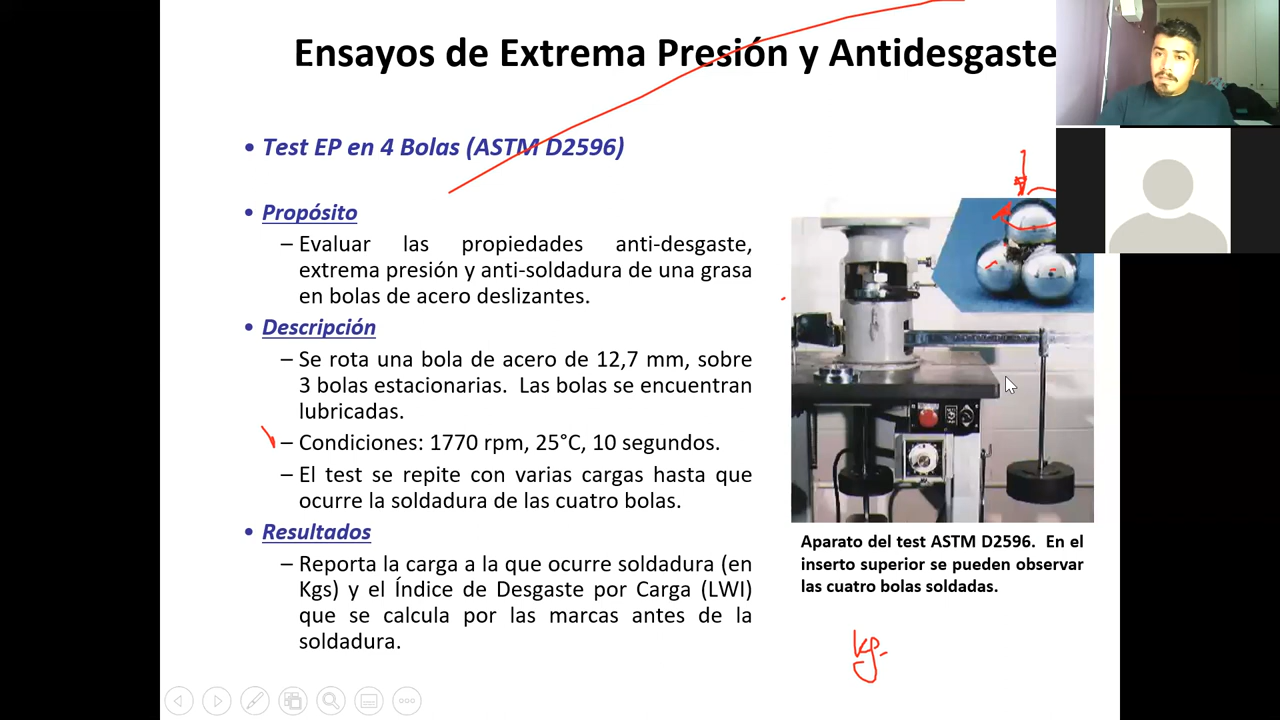 Ensayos de Extrema Presión y Antidesgaste
• Test EP en 4 Bolas (ASTM D2596)
• Propósito
– Evaluar las propiedades anti-desgaste,
extrema presión y anti-soldadura de una grasa
en bolas de acero deslizantes.
• Descripción
– Se rota una bola de acero de 12,7 mm, sobre
3 bolas estacionarias. Las bolas se encuentran
lubricadas.
– Condiciones: 1770 rpm, 25°C, 10 segundos.
– El test se repite con varias cargas hasta que
ocurre la soldadura de las cuatro bolas.
• Resultados
– Reporta la carga a la que ocurre soldadura (en
Kgs) y el Índice de Desgaste por Carga (LWI)
que se calcula por las marcas antes de la
soldadura.
Aparato del test ASTM D2596. En el
inserto superior se pueden observar
las cuatro bolas soldadas.
kg